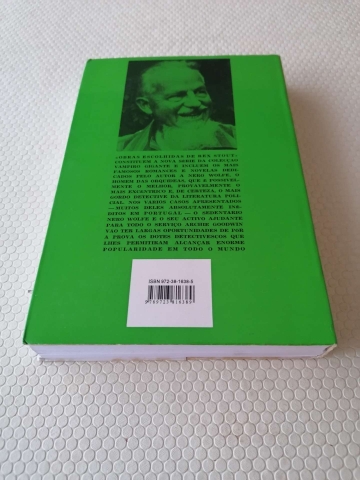 «OBRAS ESCOLHIDAS DE REX STOUT»
CONSTITUEM A NOVA SÉRIE DA COLECÇÃO
VAMPIRO GIGANTE E INCLUEM OS MAIS
FAMOSOS ROMANCES E NOVELAS DEDI-
CADOS PELO AUTOR A NERO WOLFE, O
HOMEM DAS ORQUÍDEAS, QUE É POSSIVEL-
MENTE O MELHOR, PROVAVELMENTE O
MAIS EXCÊNTRICO E, DE CERTEZA, O MAIS
GORDO DETECTIVE DA LITERATURA POLI-
CIAL. NOS VÁRIOS CASOS APRESENTADOS
—MUITOS DELES ABSOLUTAMENTE INÉ-
DITOS EM PORTUGAL— O SEDENTÁRIO
NERO WOLFE E O SEU ACTIVO AJUDANTE
PARA TODO O SERVIÇO ARCHIE GOODWIN
VÃO TER LARGAS OPORTUNIDADES DE PÔR
À PROVA OS DOTES DETECTIVESCOS QUE
LHES PERMITIRAM ALCANÇAR ENORME
POPULARIDADE EM TODO O MUNDO
ISBN 972-38-1638-5